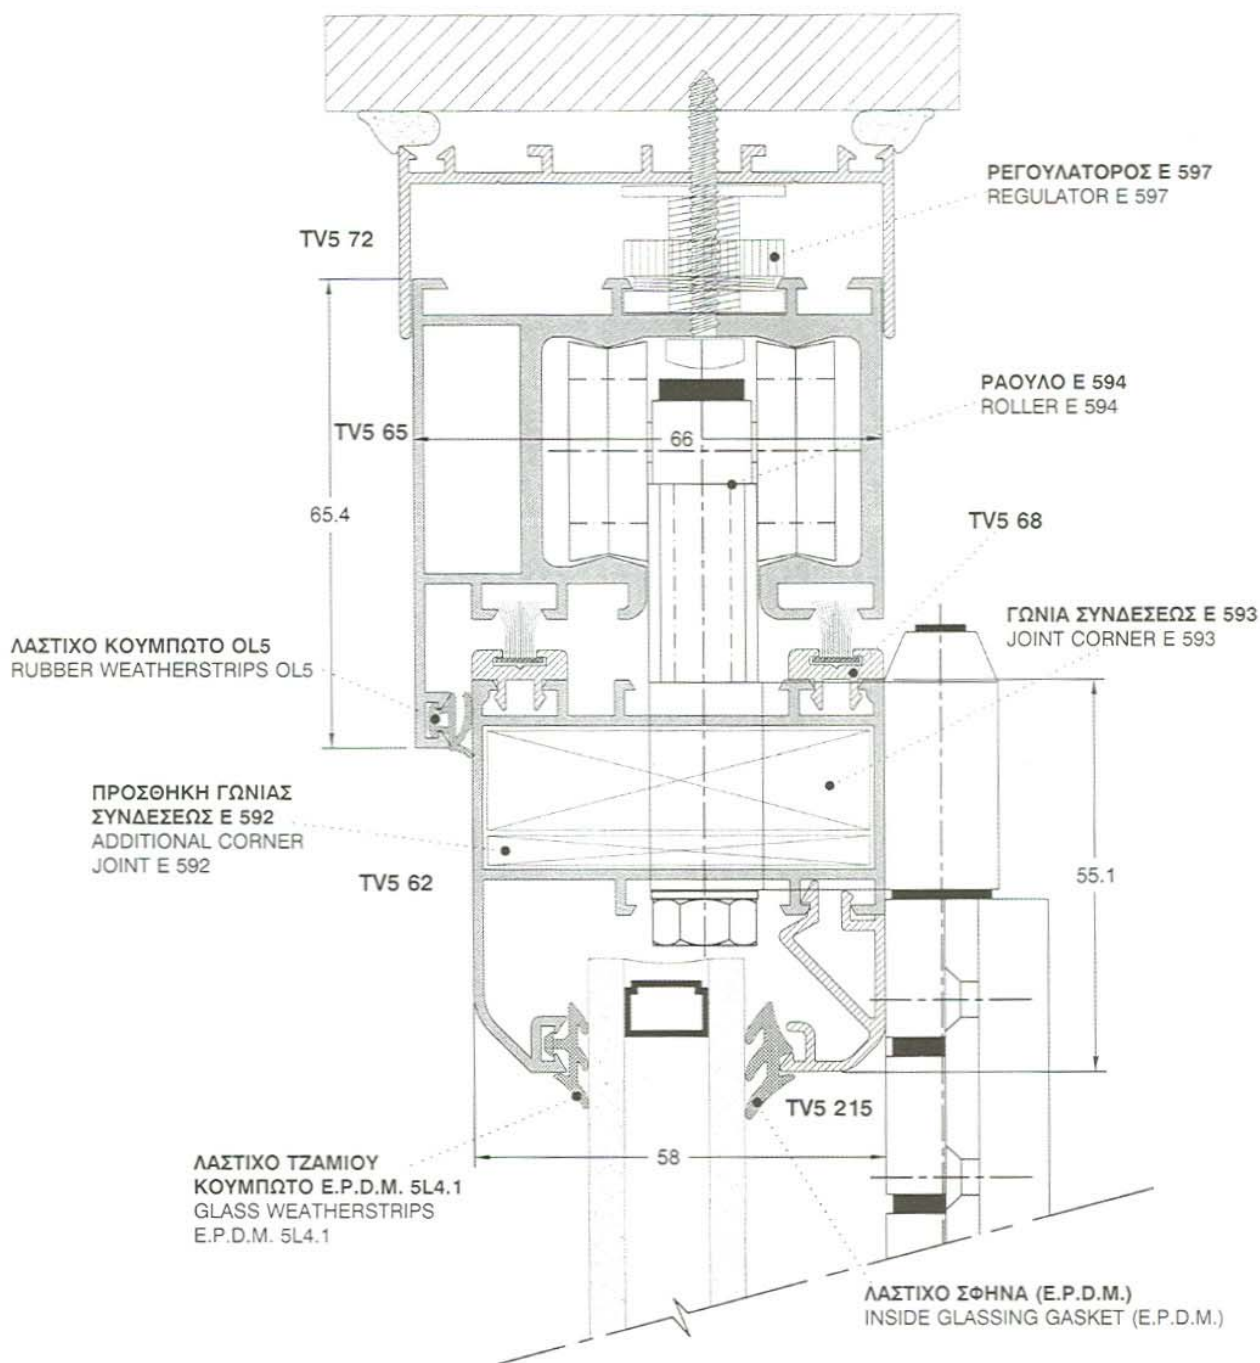 ΡΕΓΟΥΛΑΤΟΡΟΣ Ε 597
REGULATOR E 597
TV5 72
ΡΑΟΥΛΟ Ε 594
ROLLER E 594
TV5 65
66
65.4
TV5 68
ΓΩΝΙΑ ΣΥΝΔΕΣΕΩΣ Ε 593
JOINT CORNER E 593
ΛΑΣΤΙΧΟ ΚΟΥΜΠΩΤΟ OL5
RUBBER WEATHERSTRIPS OL5
ΠΡΟΣΘΗΚΗ ΓΩΝΙΑΣ
ΣΥΝΔΕΣΕΩΣ Ε 592
ADDITIONAL CORNER
JOINT E 592
TV5 62
55.1
TV5 215
58
ΛΑΣΤΙΧΟ ΤΖΑΜΙΟΥ
ΚΟΥΜΠΩΤΟ E.P.D.M. 5L4.1
GLASS WEATHERSTRIPS
E.P.D.M. 5L4.1
ΛΑΣΤΙΧΟ ΣΦΗΝΑ (E.P.D.M.)
INSIDE GLASSING GASKET (E.P.D.M.)